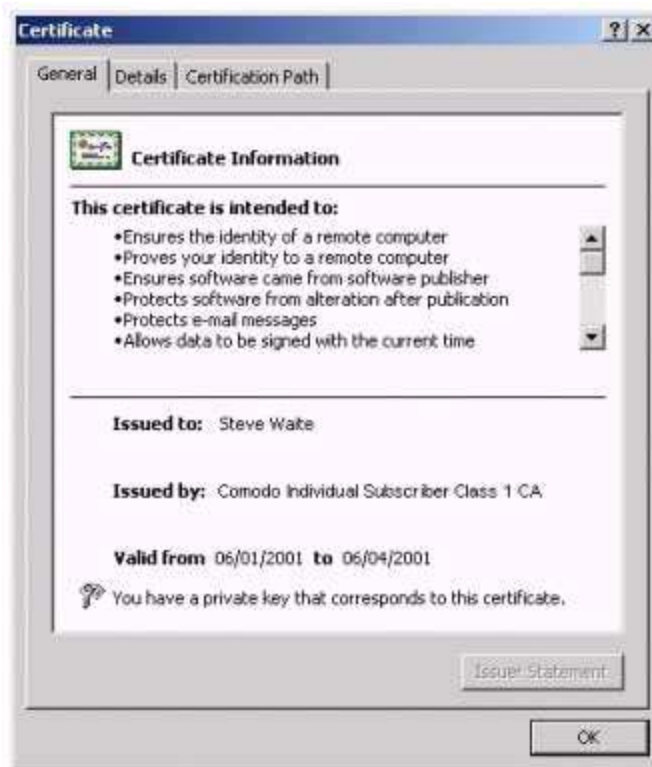 Certificate
General Details Certification Path
Certificate Information
This certificate is intended to:
•Ensures the identity of a remote computer
•Proves your identity to a remote computer
•Ensures software came from software publisher
•Protects software from alteration after publication
•Protects e-mail messages
•Allows data to be signed with the current time
Issued to: Steve Waite
Issued by: Comodo Individual Subscriber Class 1 CA
Valid from 06/01/2001 to 06/04/2001
You have a private key that corresponds to this certificate.
Issuer Statement
OK